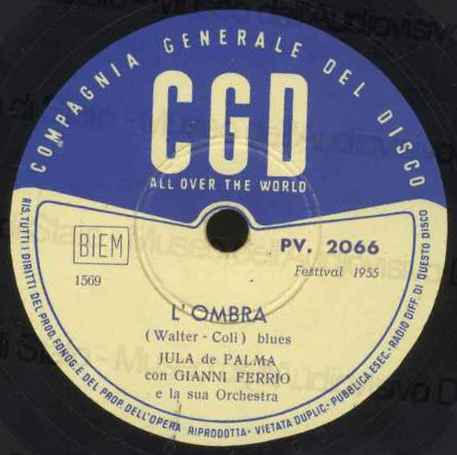 COMPAGNIA GENERALE DEL DISCO
CGD
ALL OVER THE WORLD
BIEM
PV. 2066
1569
Festival 1955
L'OMBRA
(Walter - Coli) blues
JULA de PALMA
con GIANNI FERRIO
e la sua Orchestra
RIS. TUTTI I DIRITTI DEL PROD. FONOG. E DEL PROP. DELL'OPERA RIPRODOTTA - VIETATA DUPLIC. - PUBBLICA ESEC. - RADIO DIFF. DI QUESTO DISCO